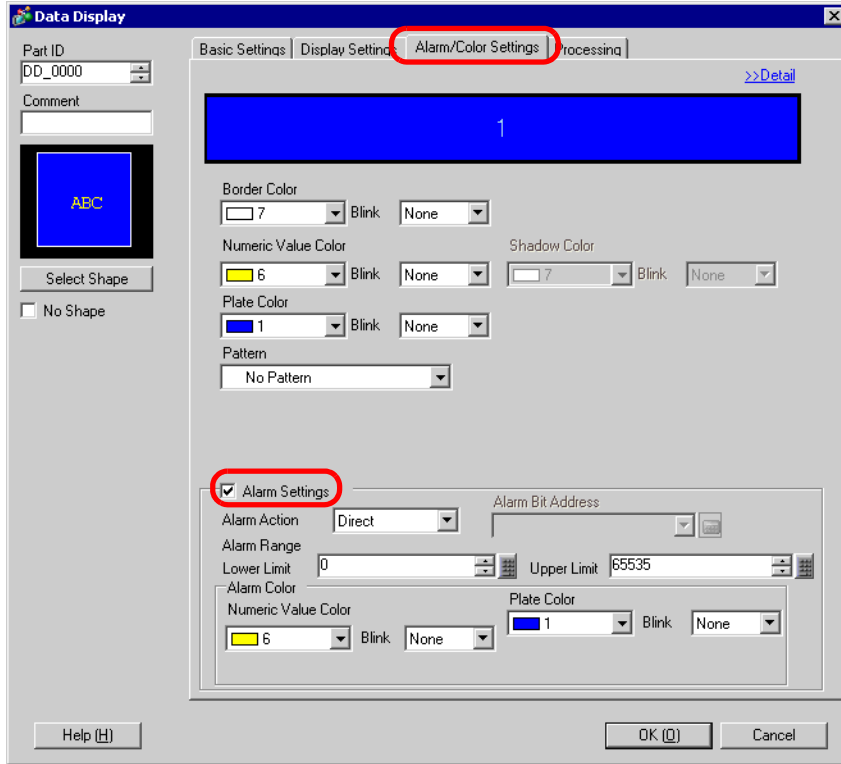 Data Display
Part ID
DD_0000
Comment
ABC
Select Shape
No Shape
Basic Settings Display Settings Alarm/Color Settings Processing
>>Detail
1
Border Color
7 Blink None
Numeric Value Color Shadow Color
6 Blink None 7 Blink None
Plate Color
1 Blink None
Pattern
No Pattern
Alarm Settings
Alarm Action Direct Alarm Bit Address
Alarm Range
Lower Limit 0 Upper Limit 65535
Alarm Color
Numeric Value Color Plate Color
6 Blink None 1 Blink None
Help (H) OK (O) Cancel